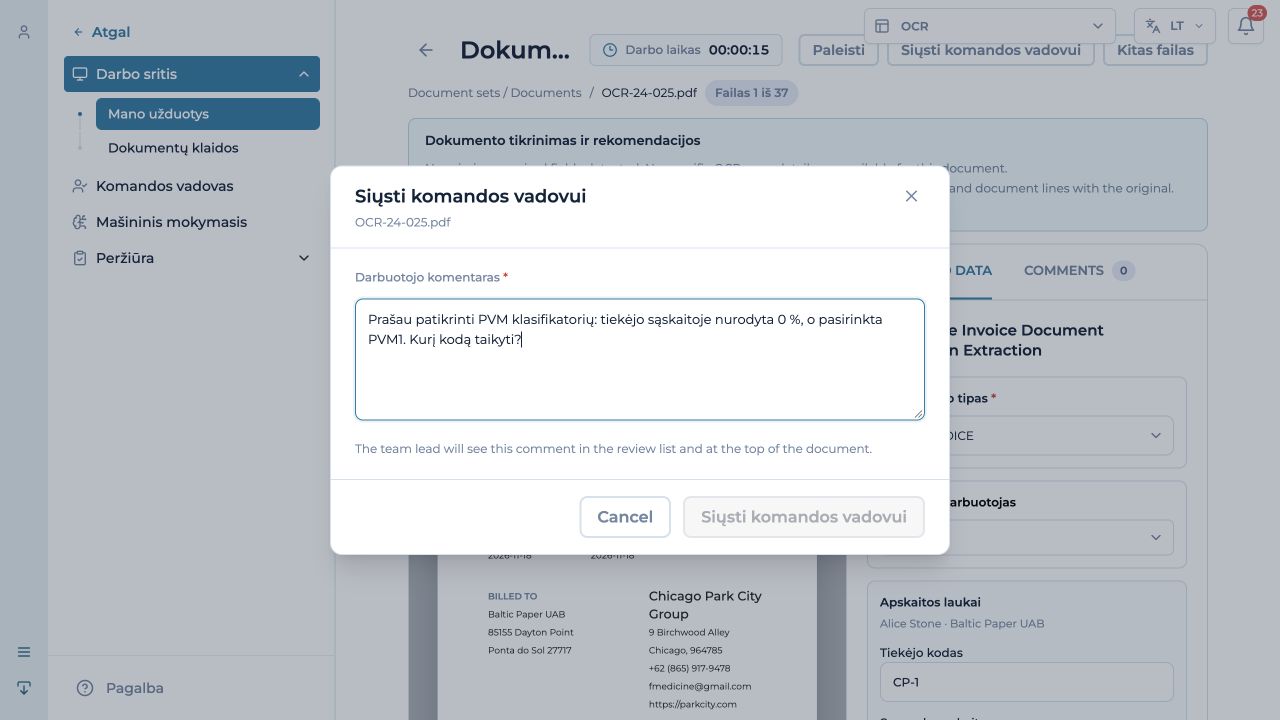 Atgal
Darbo sritis
Mano užduotys
Dokumentų klaidos
Komandos vadovas
Mašininis mokymasis
Peržiūra
Pagalba
OCR
LT
23
Dokum...
Darbo laikas 00:00:15
Paleisti
Siųsti komandos vadovui
Kitas failas
Document sets / Documents / OCR-24-025.pdf
Failas 1 iš 37
Dokumento tikrinimas ir rekomendacijos
document.
and document lines with the original.
Siųsti komandos vadovui
OCR-24-025.pdf
Darbuotojo komentaras *
Prašau patikrinti PVM klasifikatorių: tiekėjo sąskaitoje nurodyta 0 %, o pasirinkta
PVM1. Kurį kodą taikyti?
The team lead will see this comment in the review list and at the top of the document.
Cancel
Siųsti komandos vadovui
DATA
COMMENTS 0
Invoice Document
Extraction
tipas *
2026-11-18
2026-11-18
BILLED TO
Baltic Paper UAB
85155 Dayton Point
Ponta do Sol 27717
Chicago Park City
Group
9 Birchwood Alley
Chicago, 964785
+62 (865) 917-9478
fmedicine@gmail.com
https://parkcity.com
Apskaitos laukai
Alice Stone · Baltic Paper UAB
Tiekėjo kodas
CP-1